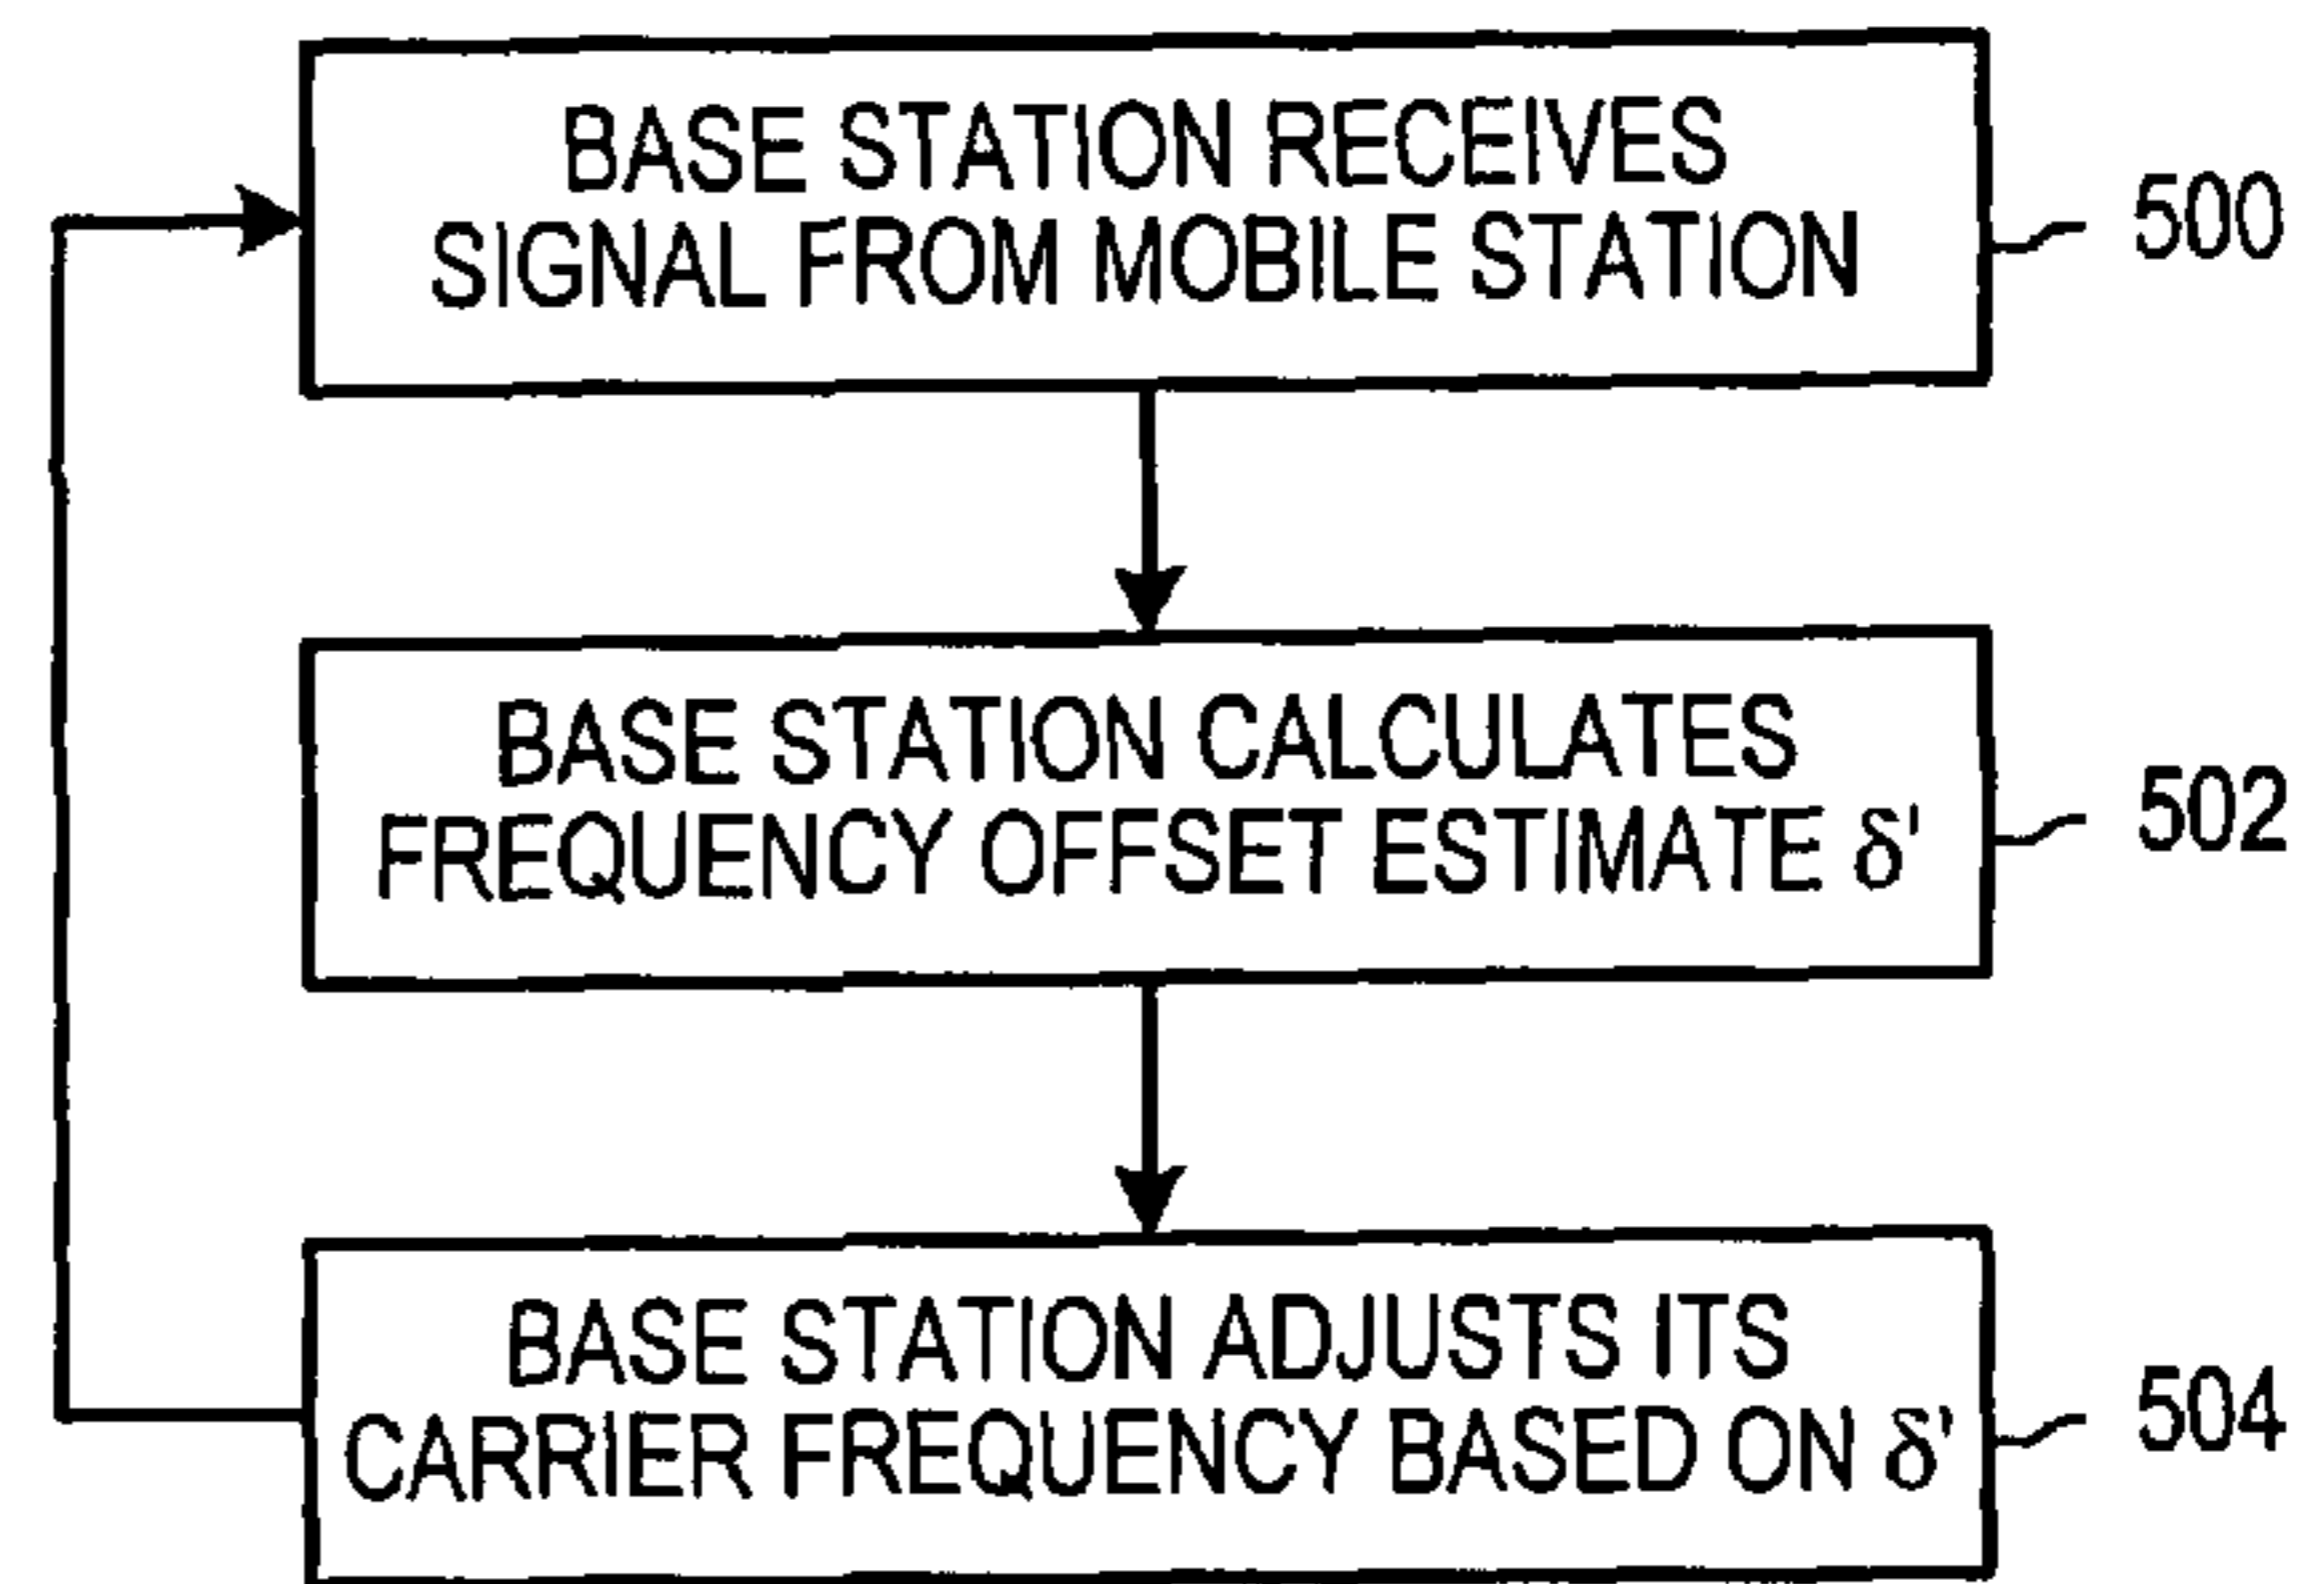 BASE STATION RECEIVES
SIGNAL FROM MOBILE STATION
500
BASE STATION CALCULATES
FREQUENCY OFFSET ESTIMATE δ'
502
BASE STATION ADJUSTS ITS
CARRIER FREQUENCY BASED ON δ'
504